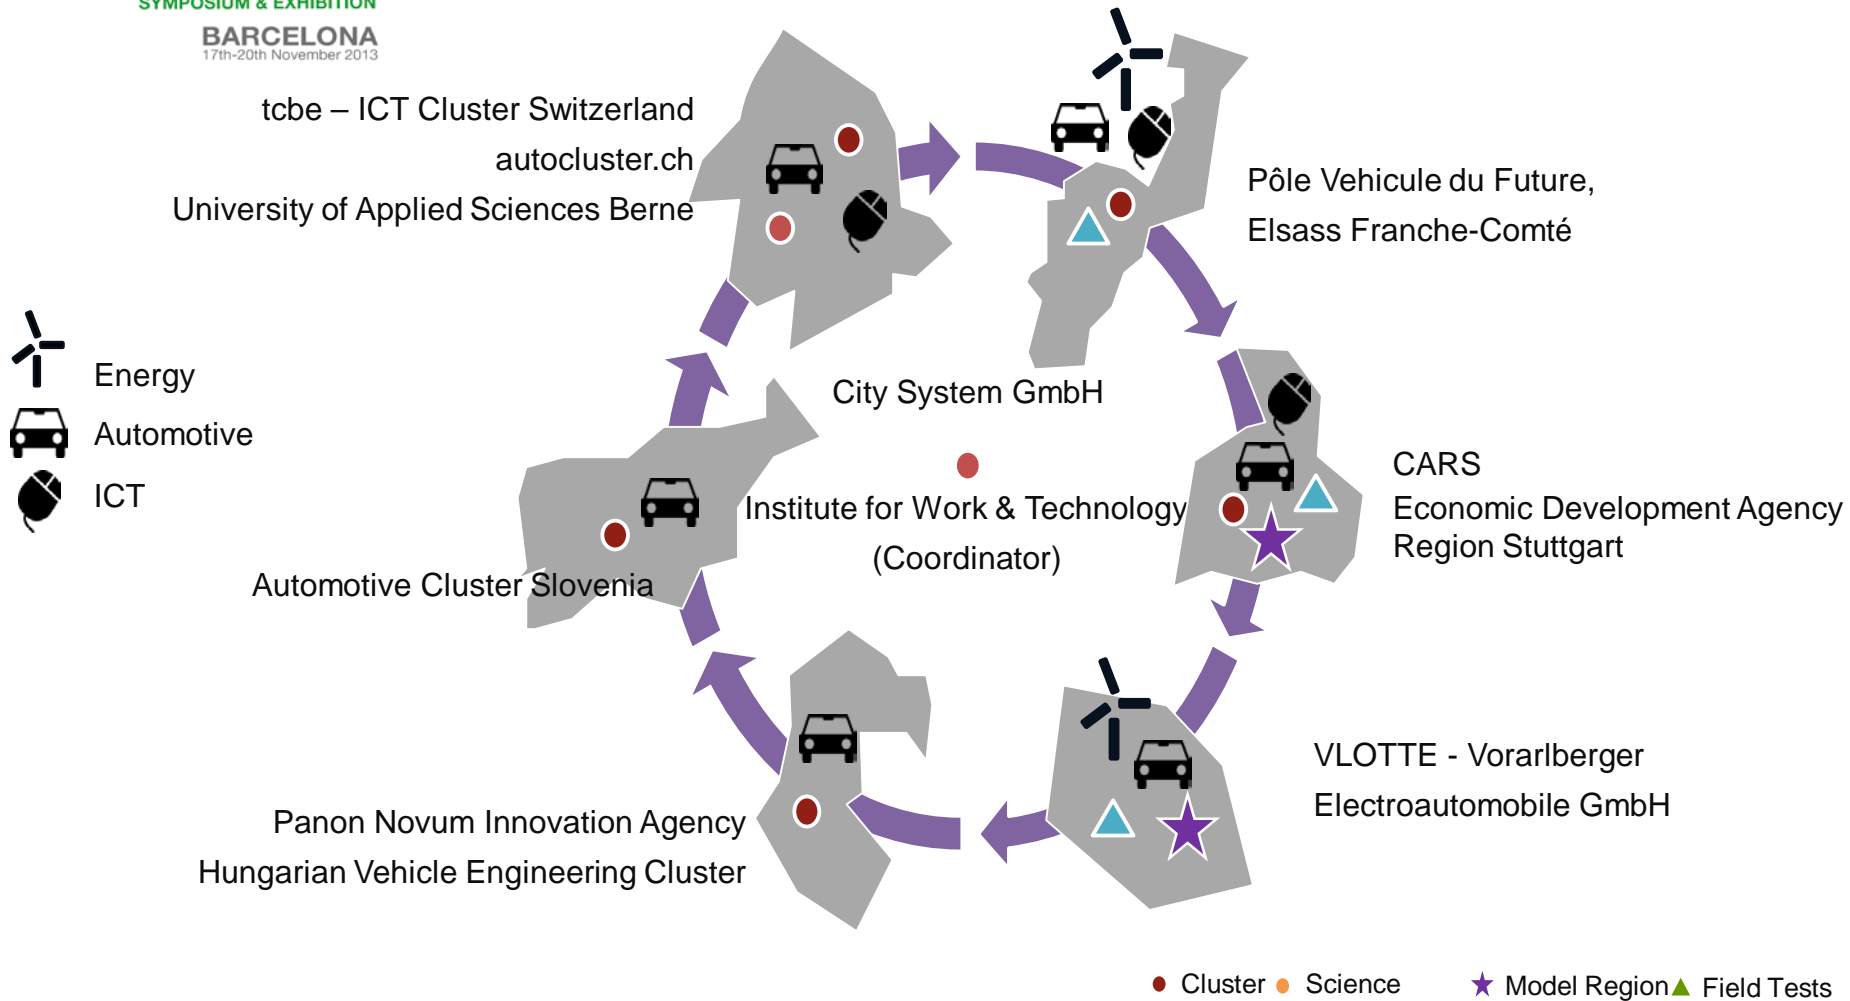 SYMPOSIUM & EXHIBITION
BARCELONA
17th-20th November 2013
tcbe – ICT Cluster Switzerland
autocluster.ch
University of Applied Sciences Berne
Pôle Vehicule du Future,
Elsass Franche-Comté
Energy
Automotive
ICT
City System GmbH
Institute for Work & Technology
(Coordinator)
CARS
Economic Development Agency
Region Stuttgart
Automotive Cluster Slovenia
VLOTTE - Vorarlberger
Electroautomobile GmbH
Panon Novum Innovation Agency
Hungarian Vehicle Engineering Cluster
Cluster Science Model Region Field Tests